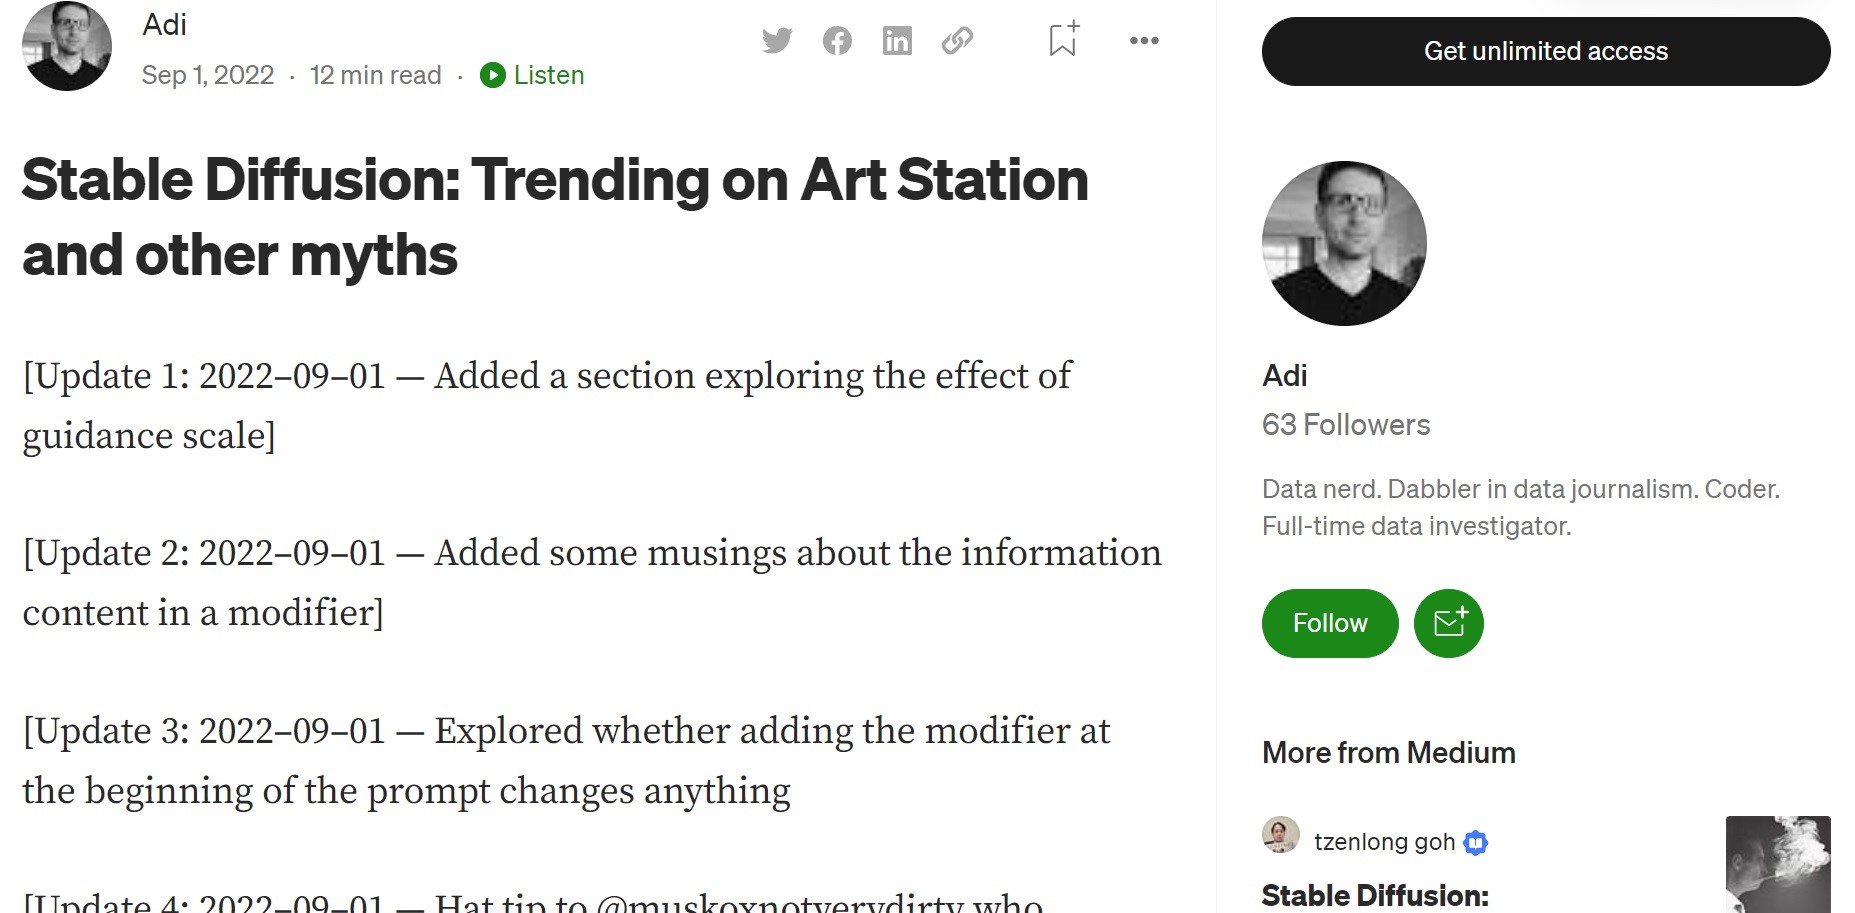 Adi
Sep 1, 2022 · 12 min read · Listen
Stable Diffusion: Trending on Art Station
and other myths
[Update 1: 2022–09–01 — Added a section exploring the effect of
guidance scale]
[Update 2: 2022–09–01 — Added some musings about the information
content in a modifier]
[Update 3: 2022–09–01 — Explored whether adding the modifier at
the beginning of the prompt changes anything
[Update 4: 2022–09–01 — Hat tip to @muskoxnotverydirty who
Get unlimited access
Adi
63 Followers
Data nerd. Dabbler in data journalism. Coder.
Full-time data investigator.
Follow
More from Medium
tzenlong goh
Stable Diffusion: